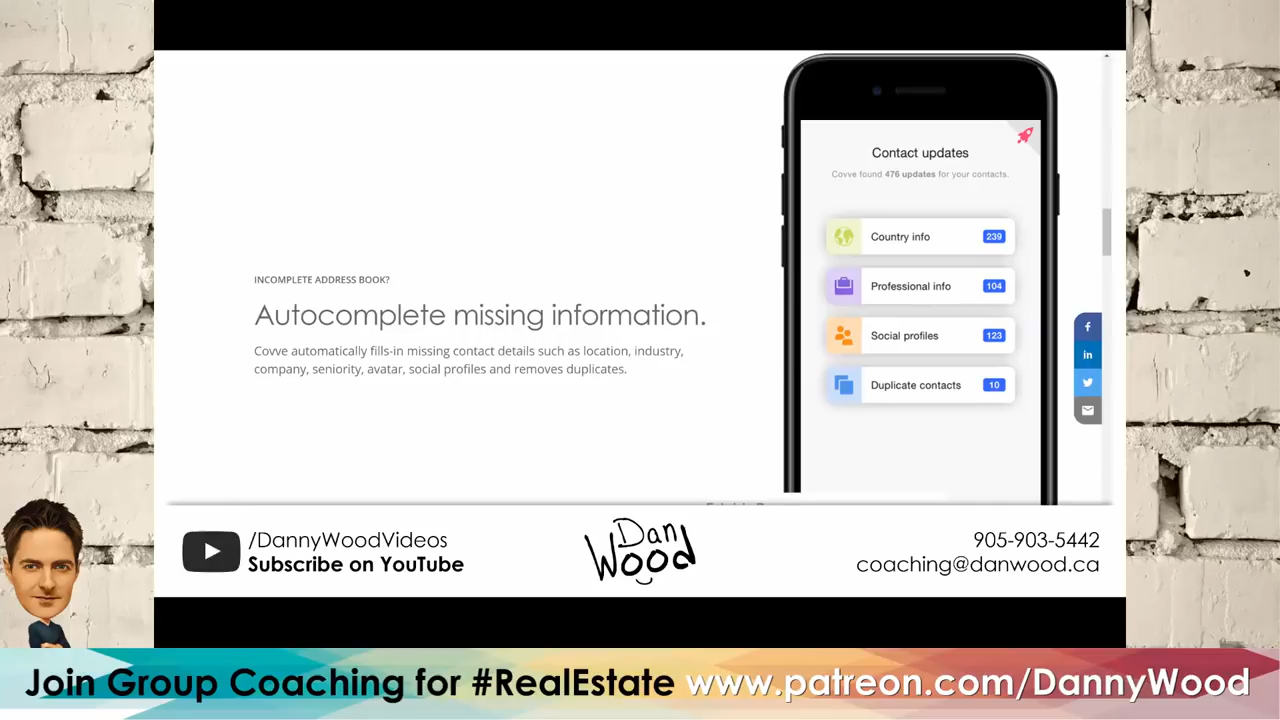 Contact updates
Covve found 476 updates for your contacts.
Country info 239
Professional info 104
Social profiles 123
Duplicate contacts 10
INCOMPLETE ADDRESS BOOK?
Autocomplete missing information.
Covve automatically fills-in missing contact details such as location, industry,
company, seniority, avatar, social profiles and removes duplicates.
f
in
/DannyWoodVideos
Subscribe on YouTube
Dan
Wood
905-903-5442
coaching@danwood.ca
Join Group Coaching for #RealEstate www.patreon.com/DannyWood